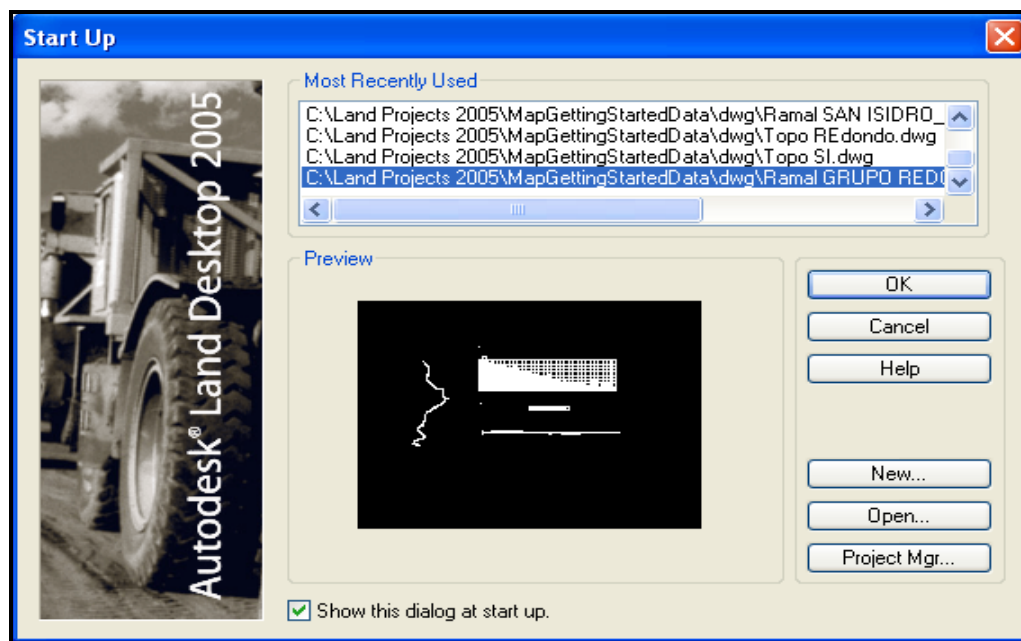 Start Up
Autodesk® Land Desktop 2005
Most Recently Used
C:\Land Projects 2005\MapGettingStartedData\dwg\Ramal SAN ISIDRO_
C:\Land Projects 2005\MapGettingStartedData\dwg\Topo REdondo.dwg
C:\Land Projects 2005\MapGettingStartedData\dwg\Topo SI.dwg
C:\Land Projects 2005\MapGettingStartedData\dwg\Ramal GRUPO
Preview
OK
Cancel
Help
New...
Open...
Project Mgr...
Show this dialog at start up.